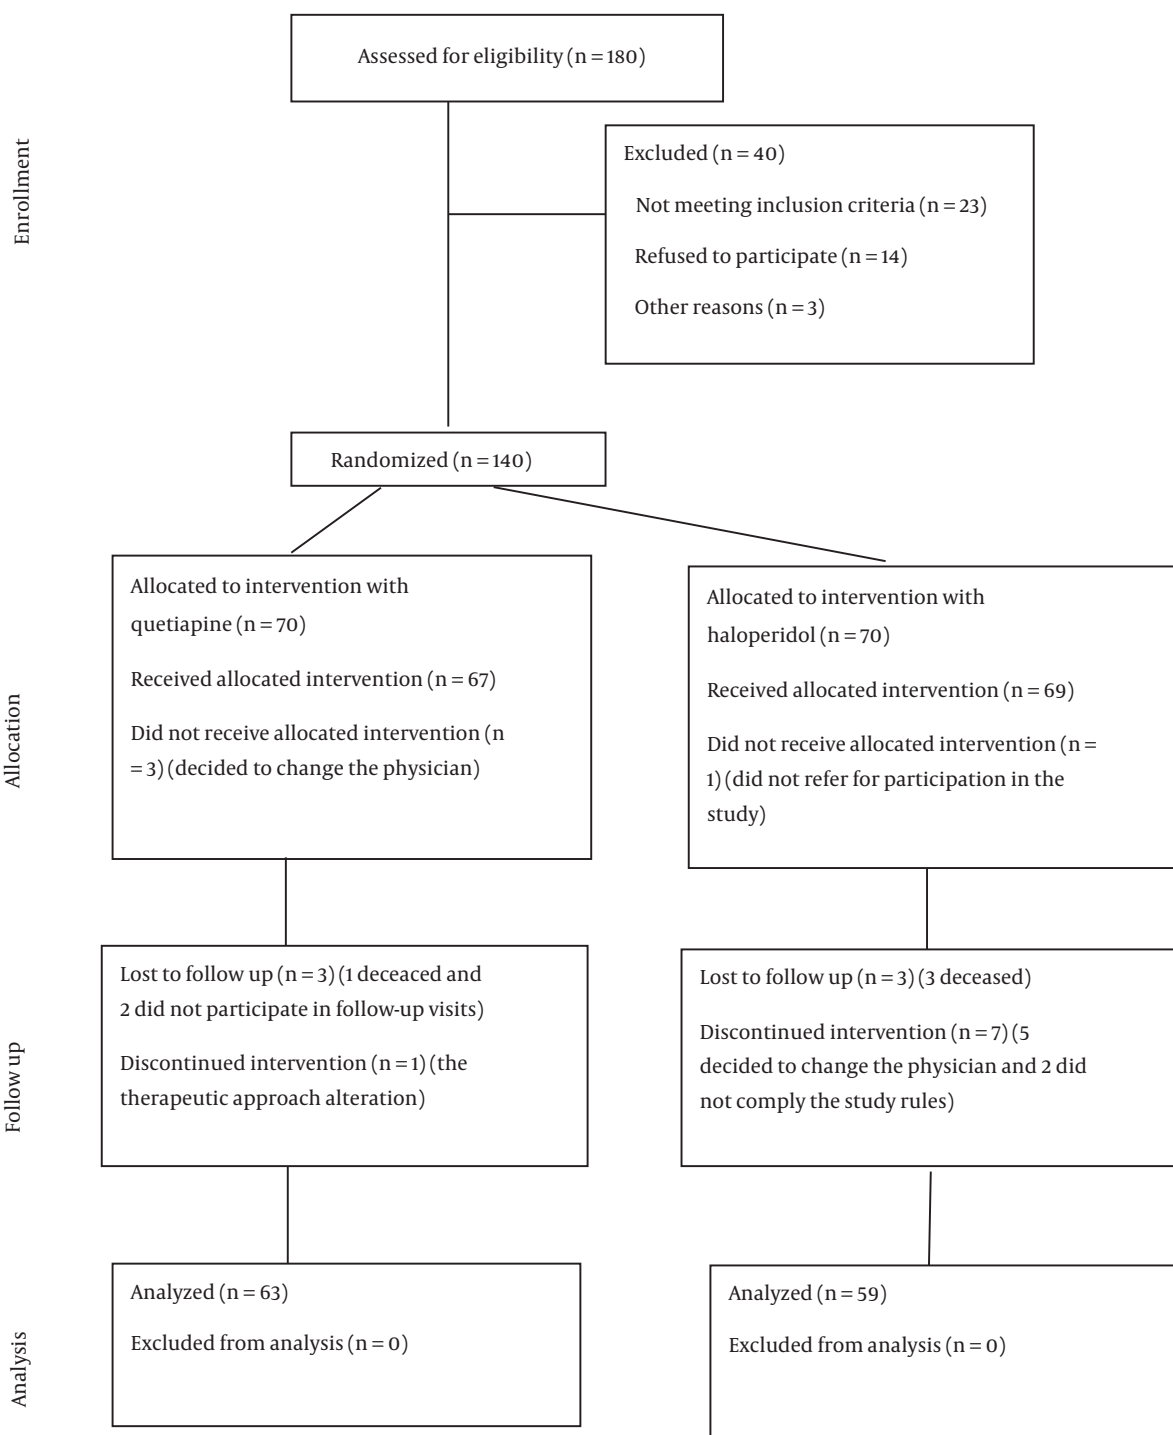 Assessed for eligibility (n = 180)
Enrollment
Excluded (n = 40)
Not meeting inclusion criteria (n = 23)
Refused to participate (n = 14)
Other reasons (n = 3)
Randomized (n = 140)
Allocation
Allocated to intervention with
quetiapine (n = 70)
Received allocated intervention (n = 67)
Did not receive allocated intervention (n
= 3) (decided to change the physician)
Allocated to intervention with
haloperidol (n = 70)
Received allocated intervention (n = 69)
Did not receive allocated intervention (n =
1) (did not refer for participation in the
study)
Follow up
Lost to follow up (n = 3) (1 deceaced and
2 did not participate in follow-up visits)
Discontinued intervention (n = 1) (the
therapeutic approach alteration)
Lost to follow up (n = 3) (3 deceased)
Discontinued intervention (n = 7) (5
decided to change the physician and 2 did
not comply the study rules)
Analysis
Analyzed (n = 63)
Excluded from analysis (n = 0)
Analyzed (n = 59)
Excluded from analysis (n = 0)